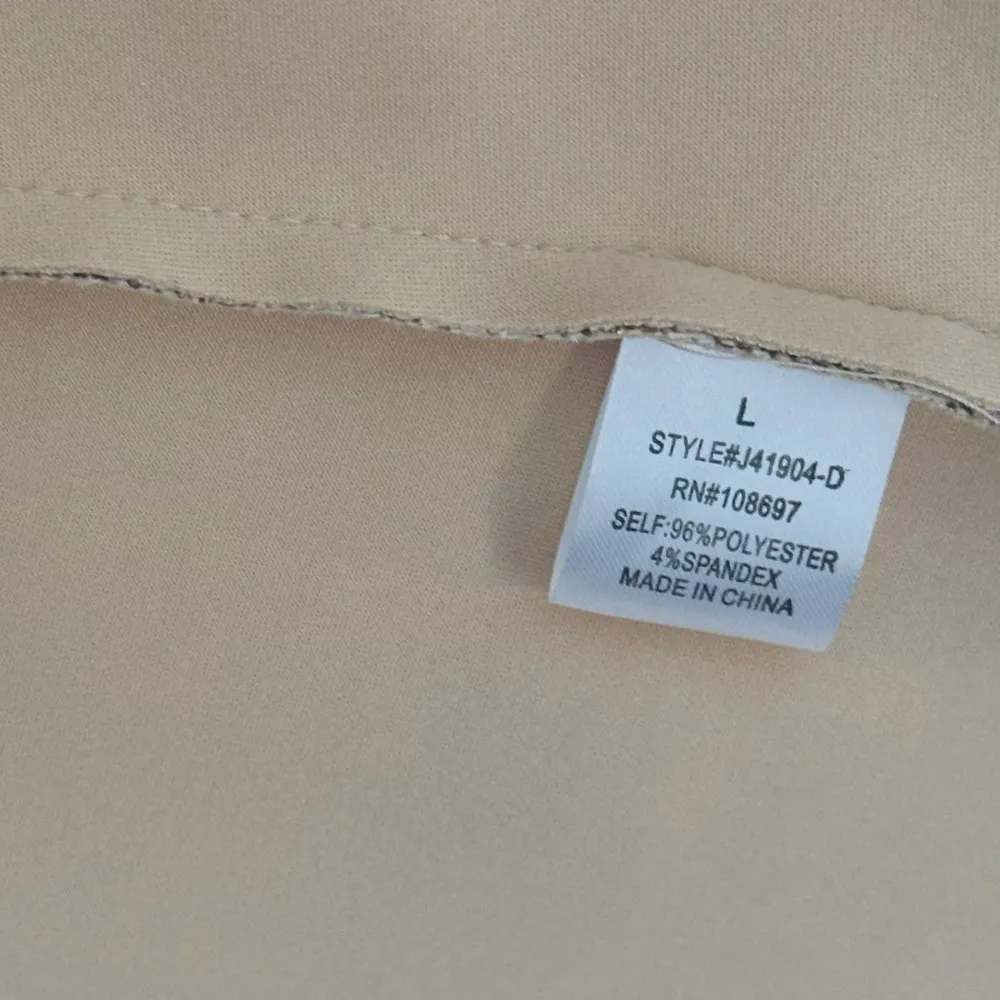 L
STYLE#J41904-D
RN#108697
SELF:96%POLYESTER
4%SPANDEX
MADE IN CHINA